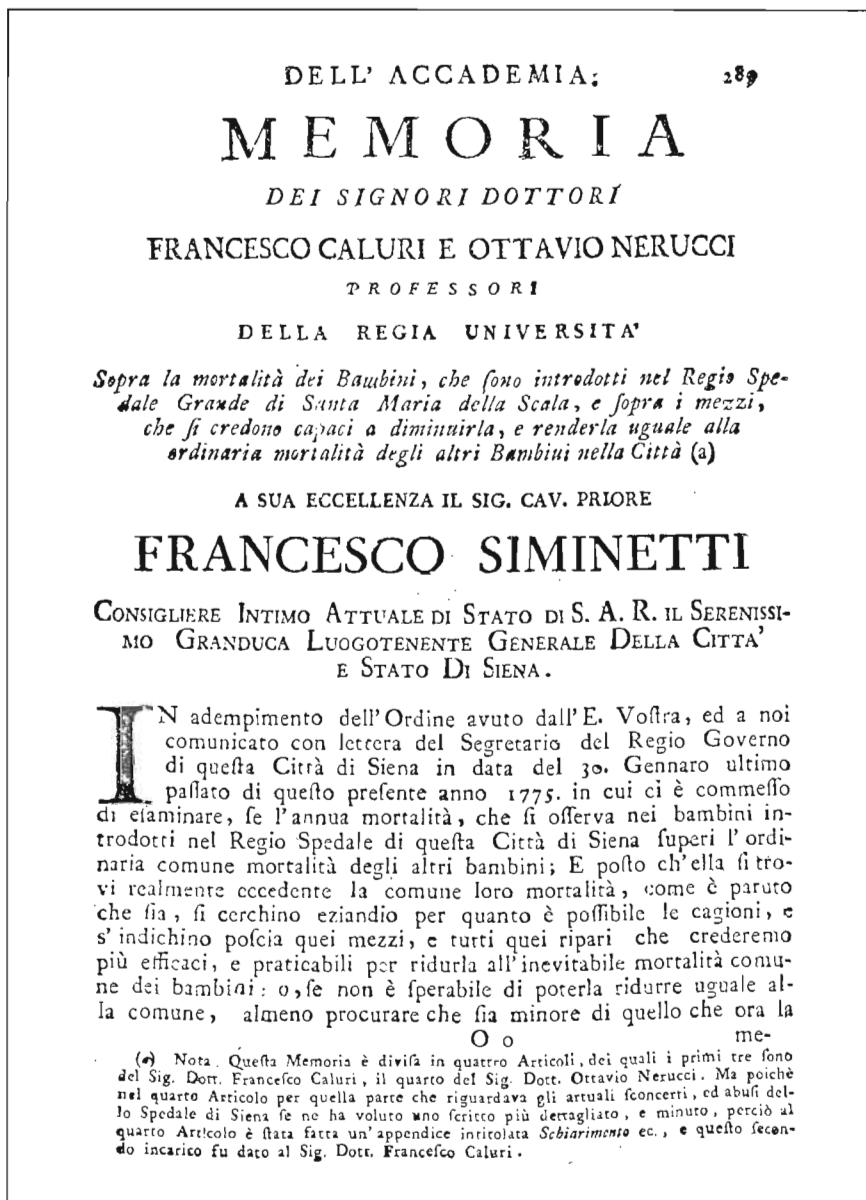 DELL' ACCADEMIA; 289
MEMORIA
DEI SIGNORI DOTTORI
FRANCESCO CALURI E OTTAVIO NERUCCI
PROFESSORI
DELLA REGIA UNIVERSITA'
Sopra la mortalità dei Bambini, che ſono introdotti nel Regio Spe-
dale Grande di Santa Maria della Scala, e ſopra i mezzi,
che ſi credono capaci a diminuirla, e renderla uguale alla
ordinaria mortalità degli altri Bambini nella Città (a)
A SUA ECCELLENZA IL SIG. CAV. PRIORE
FRANCESCO SIMINETTI
CONSIGLIERE INTIMO ATTUALE DI STATO DI S. A. R. IL SERENISSI-
MO GRANDUCA LUOGOTENENTE GENERALE DELLA CITTA'
E STATO DI SIENA.
IN adempimento dell'Ordine avuto dall'E. Voſtra, ed a noi
comunicato con lettera del Segretario del Regio Governo
di queſta Città di Siena in data del 30. Gennaro ultimo
paſſato di queſto preſente anno 1775. in cui ci è commeſſo
di eſaminare, ſe l'annua mortalità, che ſi oſſerva nei bambini in-
trodotti nel Regio Spedale di queſta Città di Siena ſuperi l'ordi-
naria comune mortalità degli altri bambini; E poſto ch'ella ſi tro-
vi realmente eccedente la comune loro mortalità, come è paruto
che ſia, ſi cerchino eziandio per quanto è poſſibile le cagioni, e
s'indichino poſcia quei mezzi, e tutti quei ripari che crederemo
più efficaci, e praticabili per ridurla all'inevitabile mortalità comu-
ne dei bambini: o, ſe non è ſperabile di poterla ridurre uguale al-
la comune, almeno procurare che ſia minore di quello che ora la
O o me-
(a) Nota. Queſta Memoria è diviſa in quattro Articoli, dei quali i primi tre ſono
del Sig. Dott. Franceſco Caluri, il quarto del Sig. Dott. Ottavio Nerucci. Ma poichè
nel quarto Articolo per quella parte che riguardava gli attuali ſconcerti, ed abuſi del-
lo Spedale di Siena ſe ne ha voluto uno ſcritto più dettagliato, e minuto, perciò al
quarto Articolo è ſtata fatta un'appendice intitolata Schiarimento ec., e queſto ſecon-
do incarico fu dato al Sig. Dott. Franceſco Caluri.